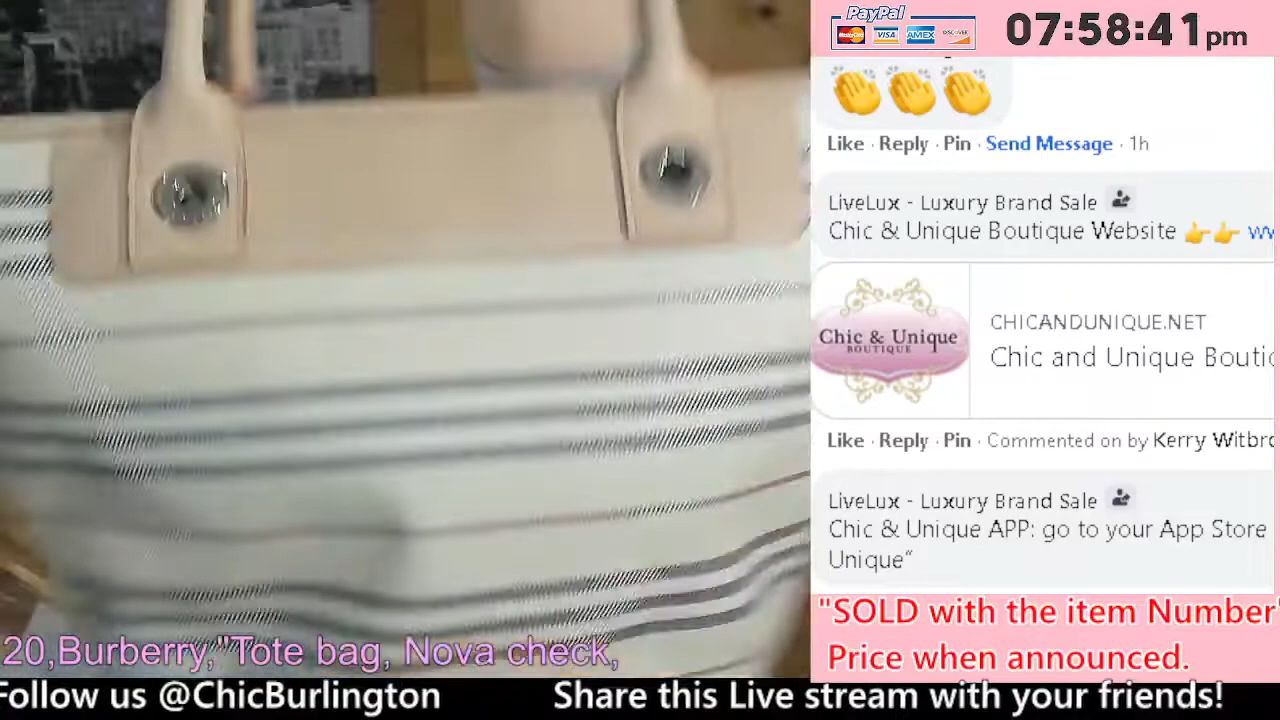 PayPal
MasterCard VISA AMEX DISCOVER
07:58:41pm
Like · Reply · Pin · Send Message · 1h
LiveLux - Luxury Brand Sale
Chic & Unique Boutique Website
Chic & Unique
BOUTIQUE
CHICANDUNIQUE.NET
Chic and Unique Boutic
Like · Reply · Pin · Commented on by Kerry Witbro
LiveLux - Luxury Brand Sale
Chic & Unique APP: go to your App Store
Unique“
"SOLD with the item Number"
Price when announced.
20,Burberry,"Tote bag, Nova check,
Follow us @ChicBurlington
Share this Live stream with your friends!